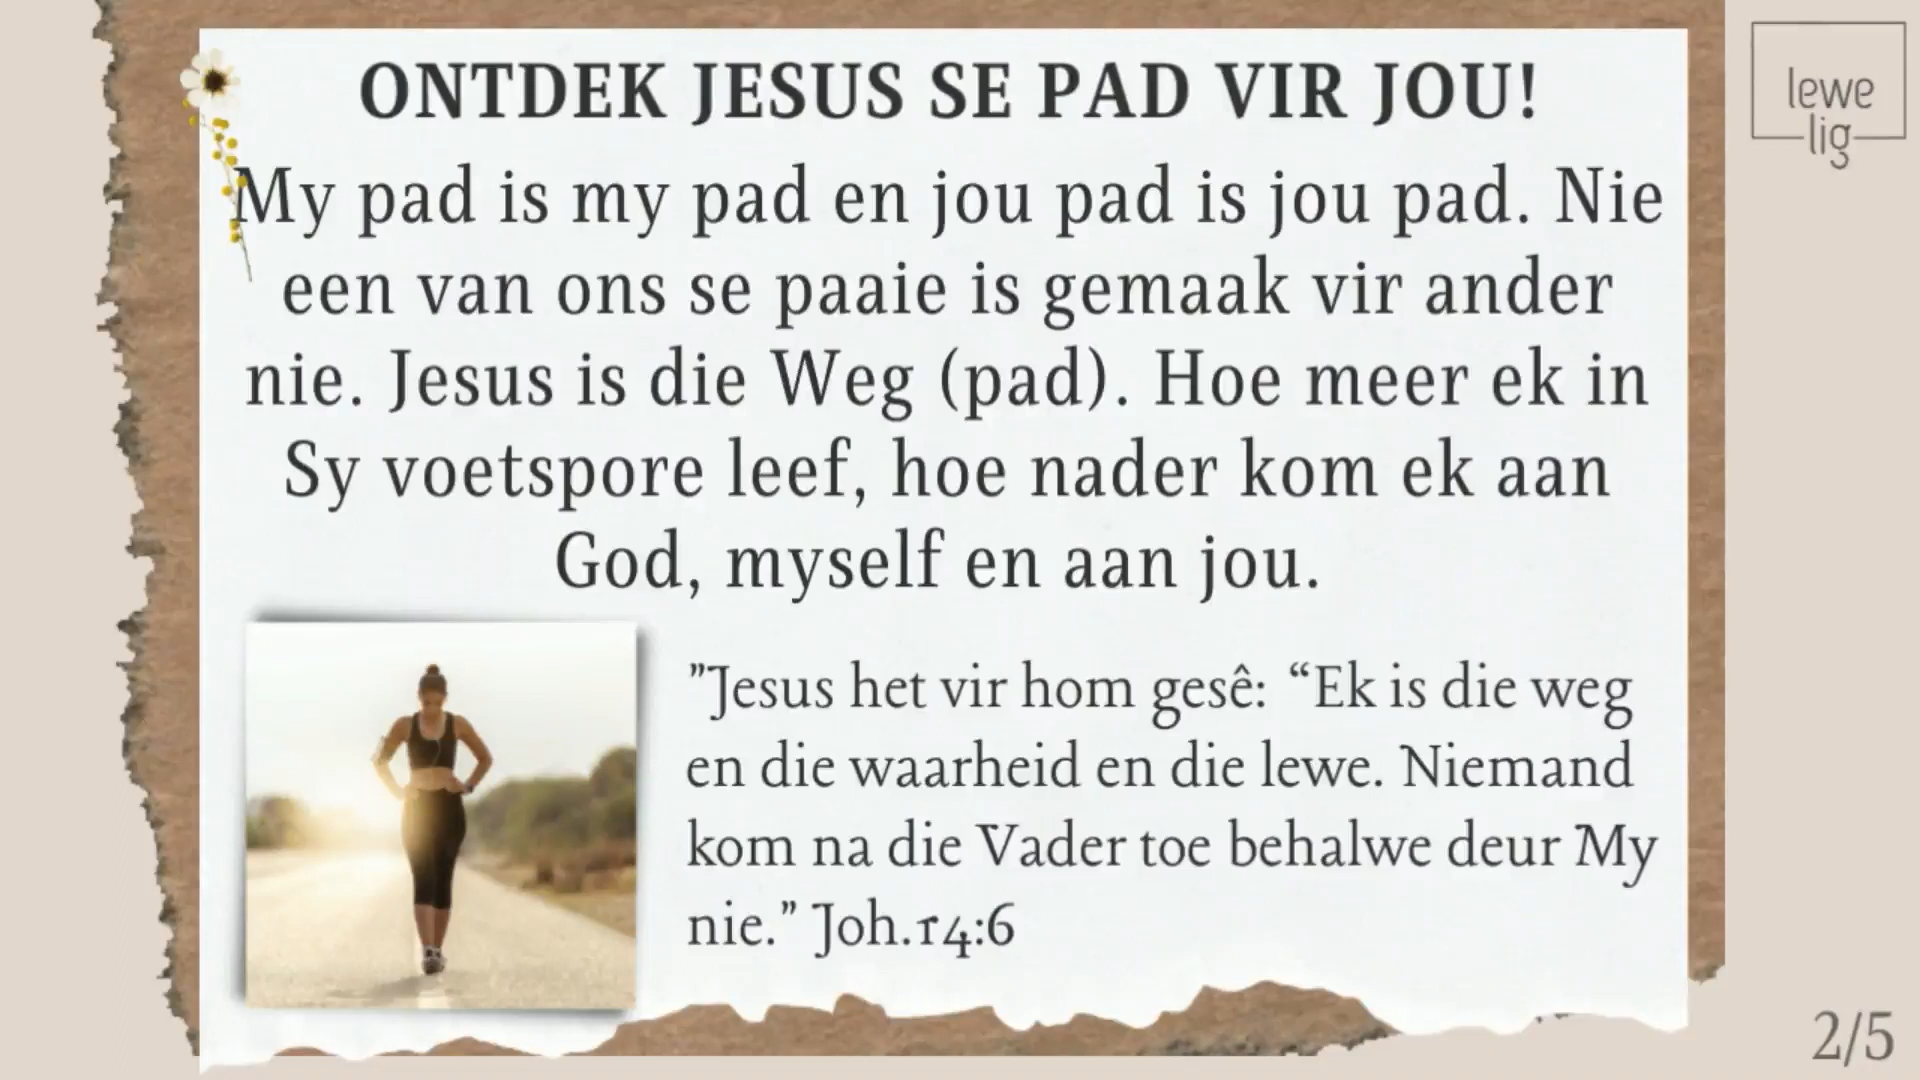 ONTDEK JESUS SE PAD VIR JOU!
My pad is my pad en jou pad is jou pad. Nie
een van ons se paaie is gemaak vir ander
nie. Jesus is die Weg (pad). Hoe meer ek in
Sy voetspore leef, hoe nader kom ek aan
God, myself en aan jou.
"Jesus het vir hom gesê: “Ek is die weg
en die waarheid en die lewe. Niemand
kom na die Vader toe behalwe deur My
nie.” Joh.14:6
lewe
lig
2/5